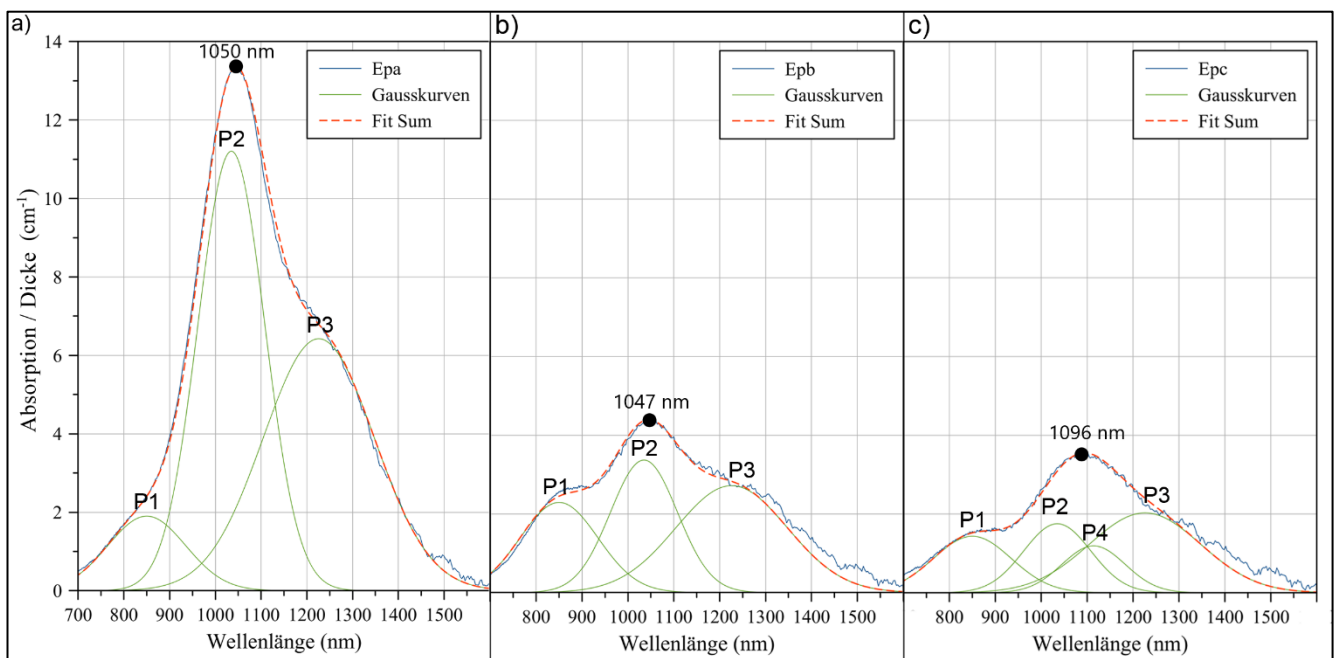 a)
1050 nm
Epa
Gausskurven
Fit Sum
P1
P2
P3
Absorption / Dicke (cm⁻¹)
14
12
10
8
6
4
2
0
700 800 900 1000 1100 1200 1300 1400 1500
Wellenlänge (nm)
b)
1047 nm
Epb
Gausskurven
Fit Sum
P1
P2
P3
800 900 1000 1100 1200 1300 1400 1500
Wellenlänge (nm)
c)
1096 nm
Epc
Gausskurven
Fit Sum
P1
P2
P4
P3
800 900 1000 1100 1200 1300 1400 1500
Wellenlänge (nm)